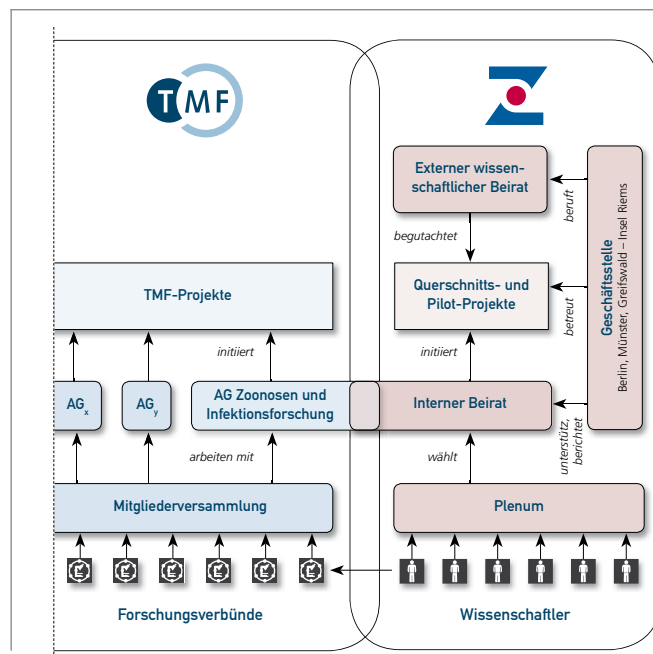 TMF
Externer wissen-
schaftlicher Beirat
beruft
begutachtet
Geschäftsstelle
Berlin, Münster, Greifswald – Insel Riems
TMF-Projekte
Querschnitts- und
Pilot-Projekte
betreut
initiiert
initiiert
AGx
AGy
AG Zoonosen und
Infektionsforschung
Interner Beirat
unterstütz,
berichtet
arbeiten mit
wählt
Mitgliederversammlung
Plenum
Forschungsverbünde
Wissenschaftler